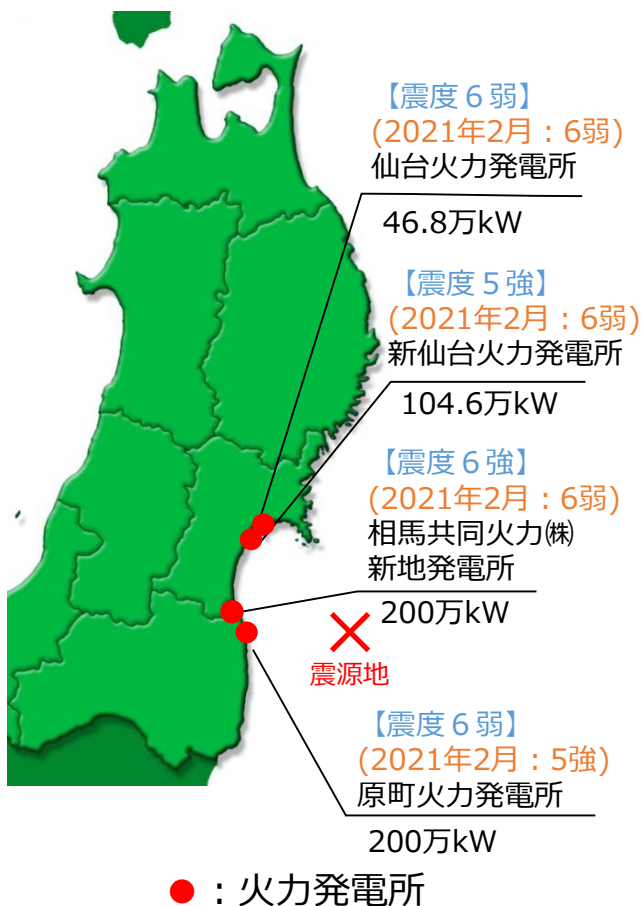 【震度６弱】
(2021年2月：6弱)
仙台火力発電所
46.8万kW
【震度５強】
(2021年2月：6弱)
新仙台火力発電所
104.6万kW
【震度６強】
(2021年2月：6弱)
相馬共同火力㈱
新地発電所
200万kW
震源地
【震度６弱】
(2021年2月：5強)
原町火力発電所
200万kW
●：火力発電所